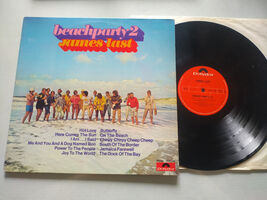 beachparty 2
james last
Hot Love Butterfly
Here Comes The Sun On The Beach
I Am ... I Said Chirpy Chirpy Cheep Cheep
Me And You And A Dog Named Boo South Of The Border
Power To The People Jamaica Farewell
Joy To The World The Dock Of The Bay
Polydor